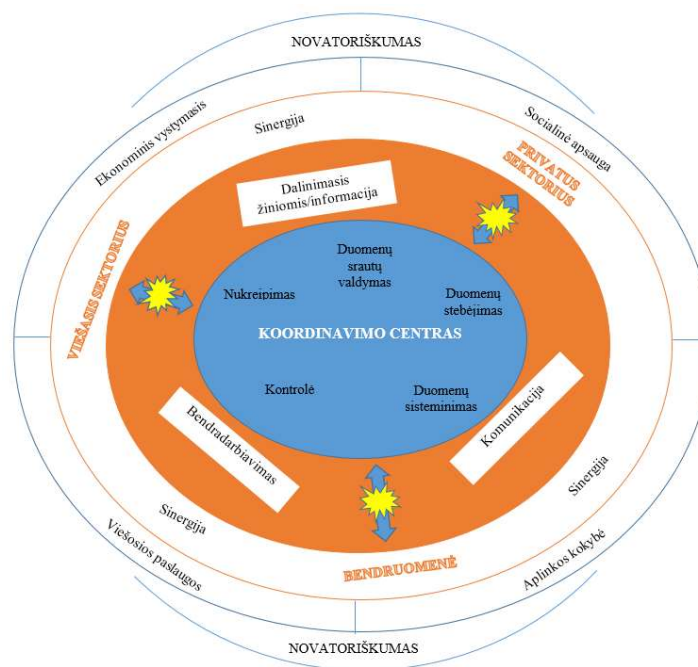 NOVATORIŠKUMAS
Ekonominis vystymasis
Sinergija
Socialinė apsauga
PRIVATUS
SEKTORIUS
Dalinimasis
žiniomis/informacija
VIEŠASIS SEKTORIUS
Duomenų
srautų
valdymas
Nukreipimas
Duomenų
stebėjimas
KOORDINAVIMO CENTRAS
Kontrolė
Duomenų
sisteminimas
Bendradarbiavimas
Komunikacija
Sinergija
Sinergija
Viešosios paslaugos
BENDRUOMENĖ
Aplinkos kokybė
NOVATORIŠKUMAS